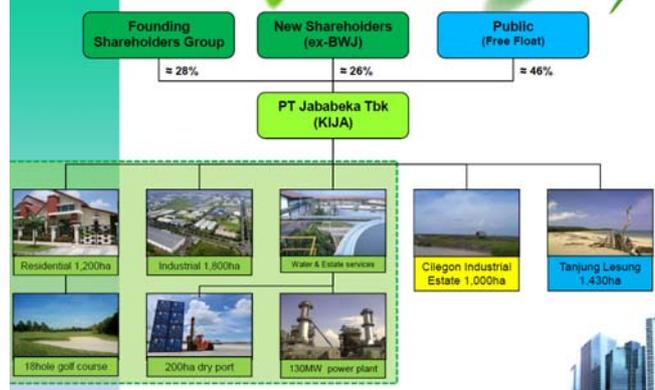 Founding
Shareholders Group
New Shareholders
(ex-BWJ)
Public
(Free Float)
≈ 28%
≈ 26%
≈ 46%
PT Jababeka Tbk
(KIJA)
Residential 1,200ha
Industrial 1,800ha
Water & Estate services
Cilegon Industrial
Estate 1,000ha
Tanjung Lesung
1,430ha
18hole golf course
200ha dry port
130MW power plant